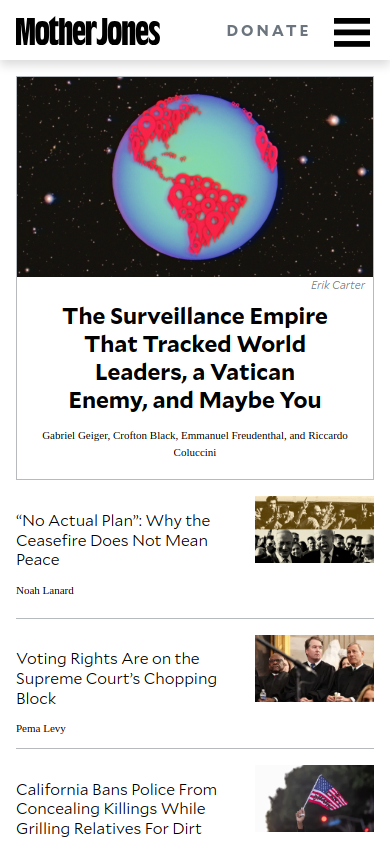 Mother Jones
DONATE
Erik Carter
The Surveillance Empire
That Tracked World
Leaders, a Vatican
Enemy, and Maybe You
Gabriel Geiger, Crofton Black, Emmanuel Freudenthal, and Riccardo
Coluccini
“No Actual Plan”: Why the
Ceasefire Does Not Mean
Peace
Noah Lanard
Voting Rights Are on the
Supreme Court’s Chopping
Block
Pema Levy
California Bans Police From
Concealing Killings While
Grilling Relatives For Dirt